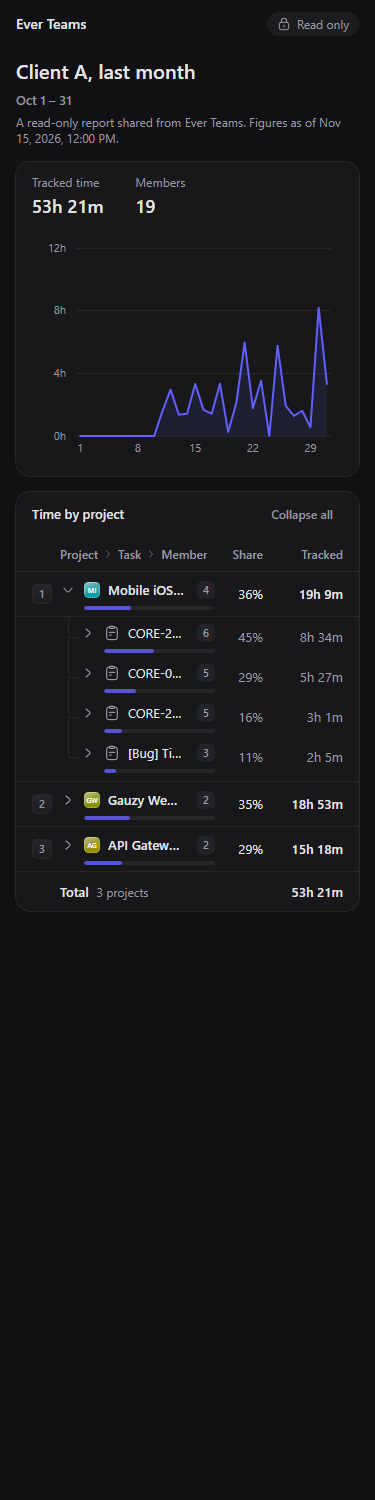 Ever Teams
Read only
Client A, last month
Oct 1 – 31
A read-only report shared from Ever Teams. Figures as of Nov
15, 2026, 12:00 PM.
Tracked time
Members
53h 21m
19
12h
8h
4h
0h
1 8 15 22 29
Time by project
Collapse all
Project > Task > Member Share Tracked
1 MI Mobile iOS... 4 36% 19h 9m
CORE-2... 6 45% 8h 34m
CORE-0... 5 29% 5h 27m
CORE-2... 5 16% 3h 1m
[Bug] Ti... 3 11% 2h 5m
2 GW Gauzy We... 2 35% 18h 53m
3 AG API Gatew... 2 29% 15h 18m
Total 3 projects 53h 21m